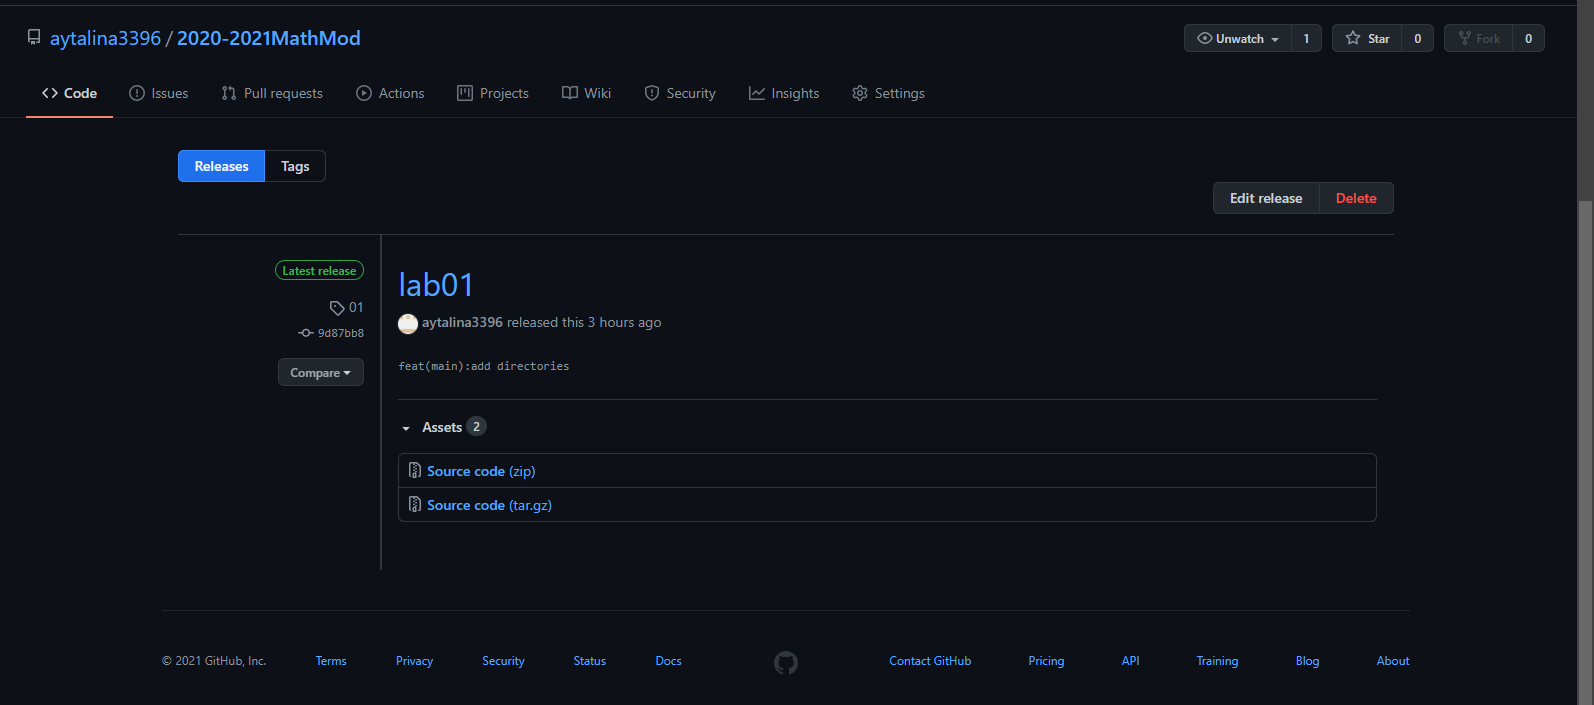 aytalina3396 / 2020-2021MathMod
Unwatch 1 Star 0 Fork 0
Code Issues Pull requests Actions Projects Wiki Security Insights Settings
Releases Tags
Edit release Delete
Latest release
01
9d87bb8
Compare
lab01
aytalina3396 released this 3 hours ago
feat(main):add directories
Assets 2
Source code (zip)
Source code (tar.gz)
© 2021 GitHub, Inc. Terms Privacy Security Status Docs Contact GitHub Pricing API Training Blog About